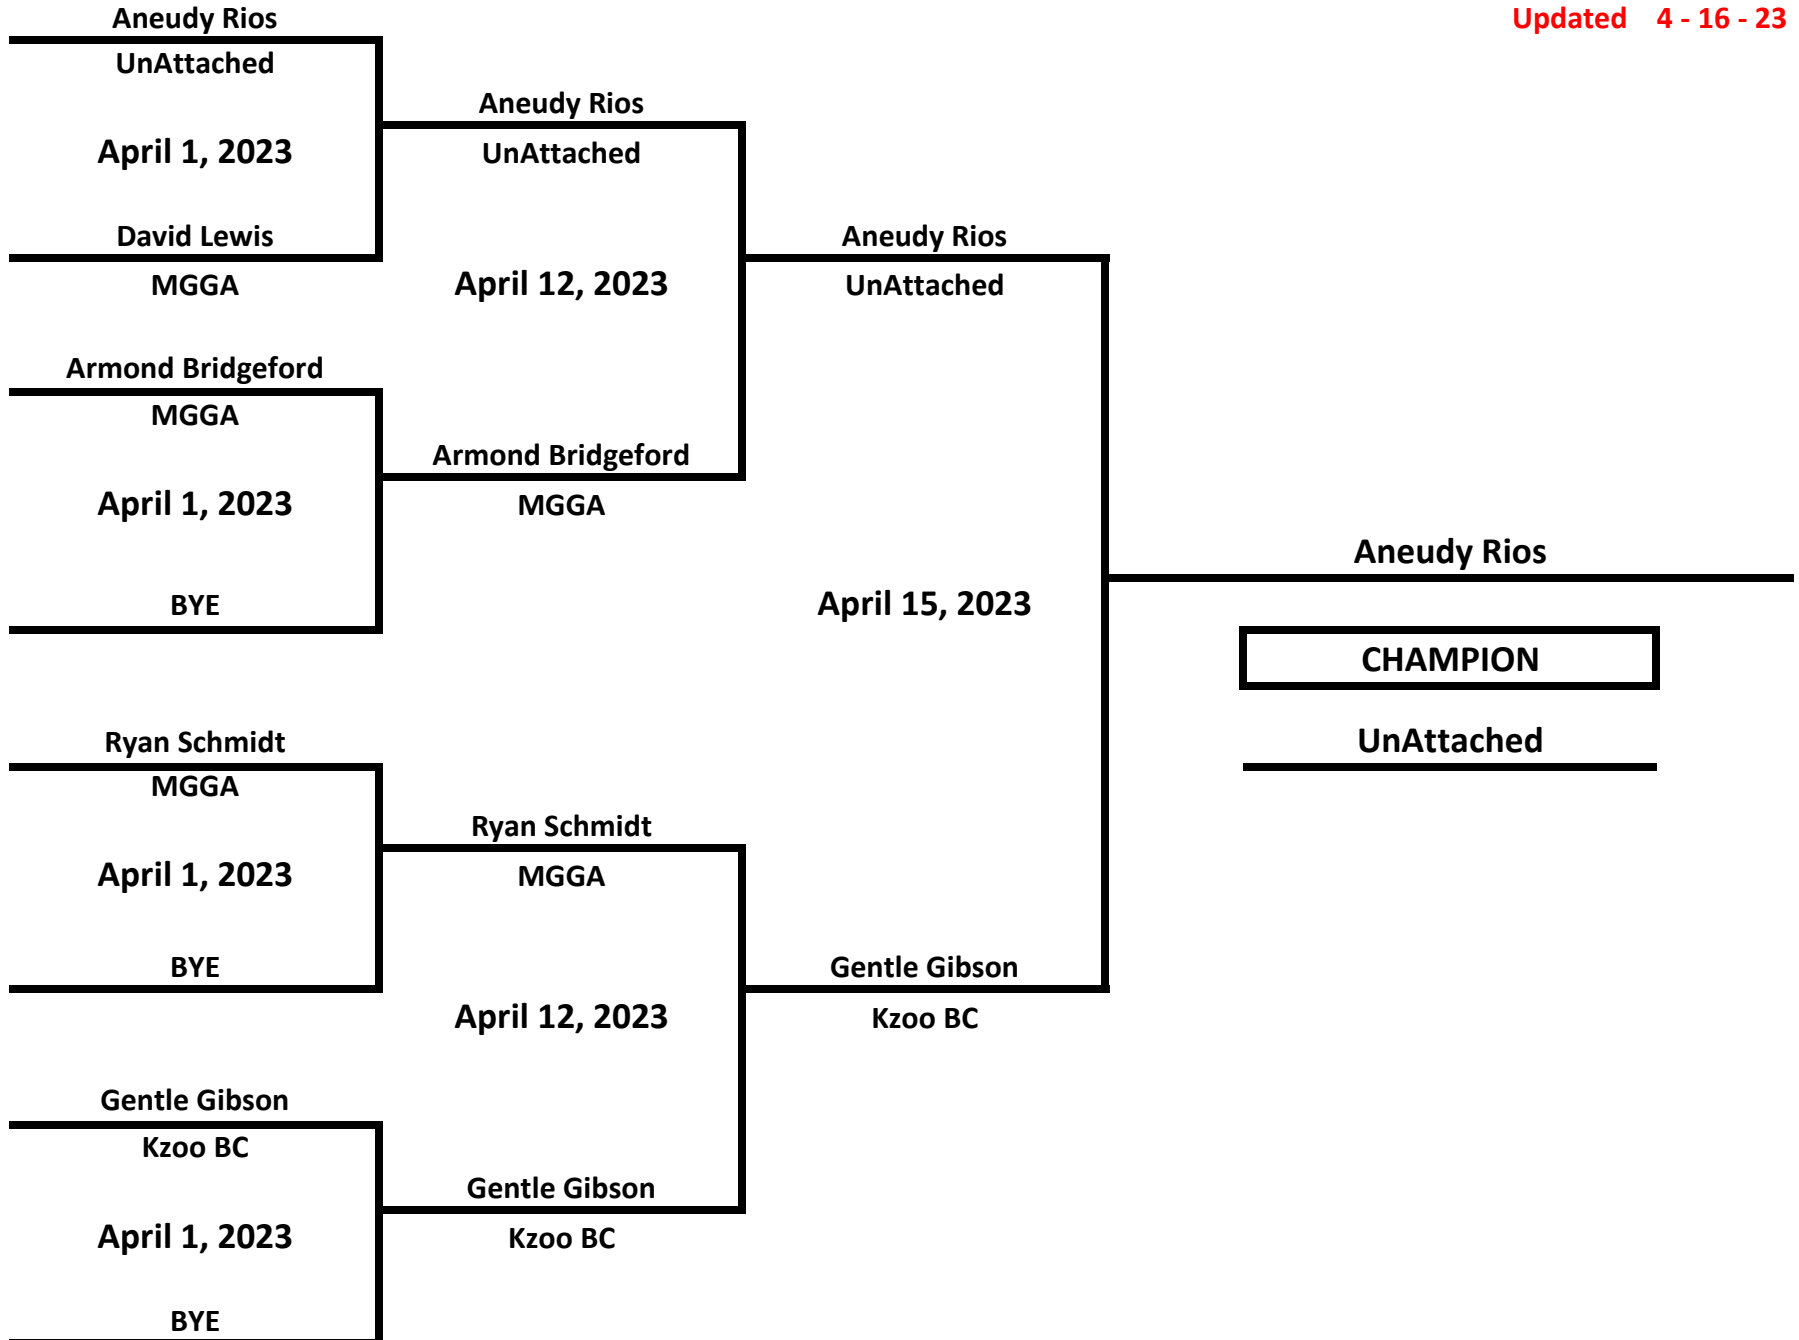 Updated 4 - 16 - 23
Aneudy Rios
UnAttached
April 1, 2023
David Lewis
MGGA
Armond Bridgeford
MGGA
April 1, 2023
BYE
Ryan Schmidt
MGGA
April 1, 2023
BYE
Gentle Gibson
Kzoo BC
April 1, 2023
BYE
Aneudy Rios
UnAttached
April 12, 2023
Armond Bridgeford
MGGA
Ryan Schmidt
MGGA
April 12, 2023
Gentle Gibson
Kzoo BC
Aneudy Rios
UnAttached
April 15, 2023
Gentle Gibson
Kzoo BC
Aneudy Rios
CHAMPION
UnAttached